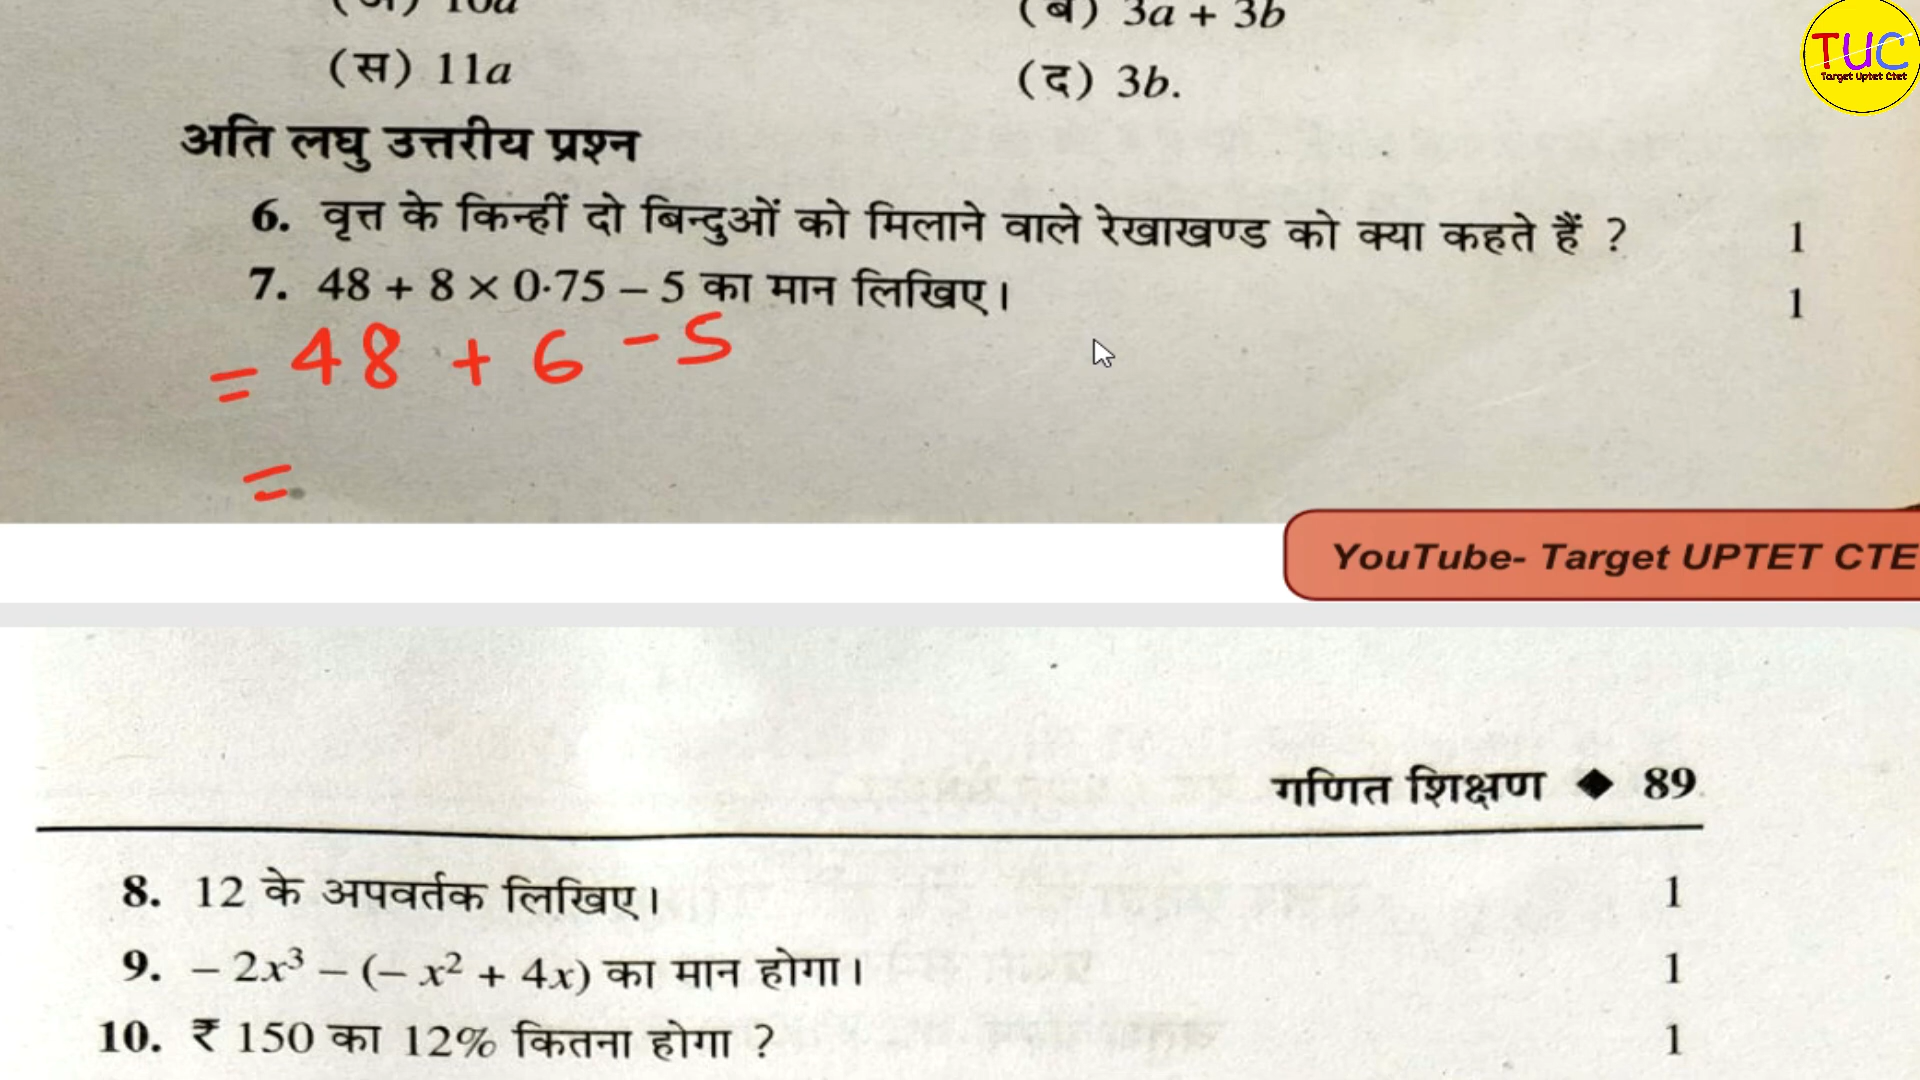 (अ) 10a
(ब) 3a + 3b
(स) 11a
(द) 3b.
TUC
Target Uptet Ctet
अति लघु उत्तरीय प्रश्न
6. वृत्त के किन्हीं दो बिन्दुओं को मिलाने वाले रेखाखण्ड को क्या कहते हैं ? 1
7. 48 + 8 × 0·75 – 5 का मान लिखिए। 1
= 48 + 6 - 5
=
YouTube- Target UPTET CTE
गणित शिक्षण ◆ 89
8. 12 के अपवर्तक लिखिए। 1
9. – 2x³ – (– x² + 4x) का मान होगा। 1
10. ₹ 150 का 12% कितना होगा ? 1